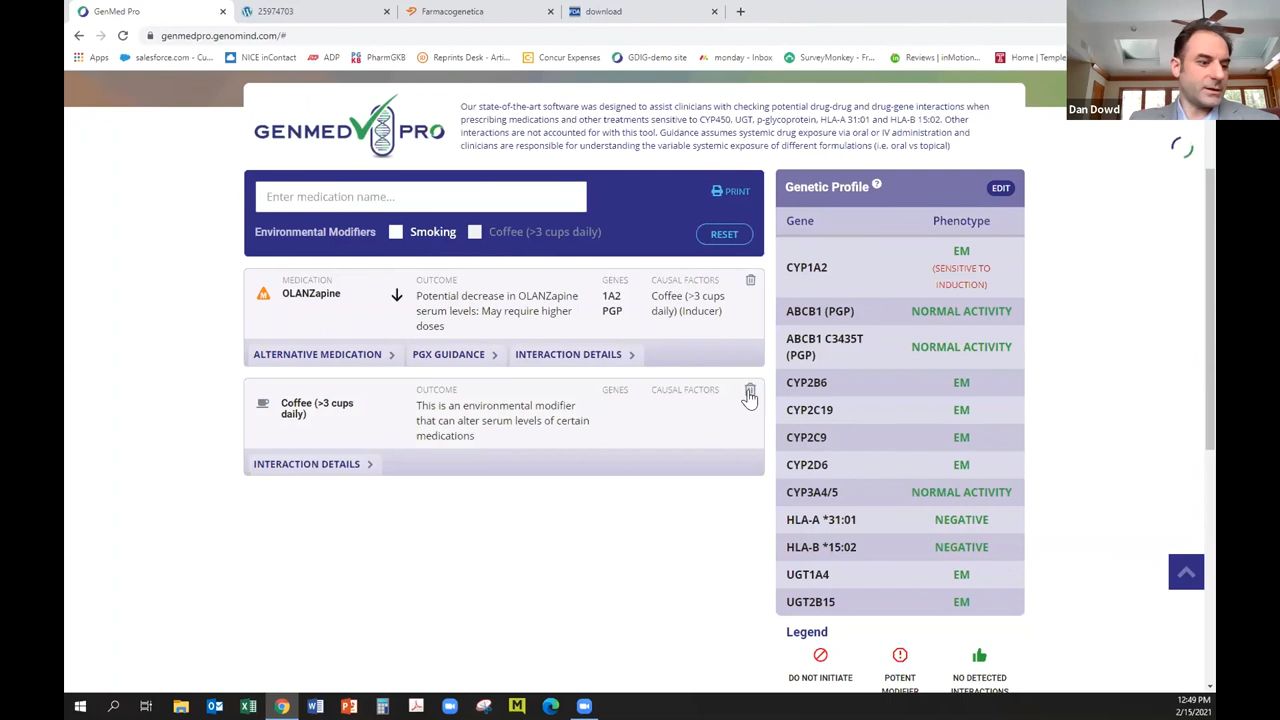 GenMed Pro
25974703
Farmacogenetica
FDA
download
genmedpro.genomind.com/#
Apps
salesforce.com - Cu...
NICE inContact
ADP
PG
PharmGKB
Reprints Desk - Arti...
Concur Expenses
GDIG-demo site
monday - Inbox
SurveyMonkey - Fr...
Reviews | inMotion...
Home | Temple
Dan Dowd
GENMED PRO
Our state-of-the-art software was designed to assist clinicians with checking potential drug-drug and drug-gene interactions when
prescribing medications and other treatments sensitive to CYP450, UGT, p-glycoprotein, HLA-A 31:01 and HLA-B 15:02. Other
interactions are not accounted for with this tool. Guidance assumes systemic drug exposure via oral or IV administration and
clinicians are responsible for understanding the variable systemic exposure of different formulations (i.e. oral vs topical)
Enter medication name...
PRINT
Environmental Modifiers
Smoking
Coffee (>3 cups daily)
RESET
MEDICATION
OLANZapine
OUTCOME
Potential decrease in OLANZapine
serum levels: May require higher
doses
GENES
1A2
PGP
CAUSAL FACTORS
Coffee (>3 cups
daily) (Inducer)
ALTERNATIVE MEDICATION >
PGX GUIDANCE >
INTERACTION DETAILS >
Coffee (>3 cups
daily)
OUTCOME
This is an environmental modifier
that can alter serum levels of certain
medications
GENES
CAUSAL FACTORS
INTERACTION DETAILS >
Genetic Profile ?
EDIT
Gene Phenotype
CYP1A2 EM
(SENSITIVE TO
INDUCTION)
ABCB1 (PGP) NORMAL ACTIVITY
ABCB1 C3435T
(PGP) NORMAL ACTIVITY
CYP2B6 EM
CYP2C19 EM
CYP2C9 EM
CYP2D6 EM
CYP3A4/5 NORMAL ACTIVITY
HLA-A *31:01 NEGATIVE
HLA-B *15:02 NEGATIVE
UGT1A4 EM
UGT2B15 EM
Legend
DO NOT INITIATE
POTENT
MODIFIER
NO DETECTED
INTERACTIONS
12:49 PM
2/15/2021